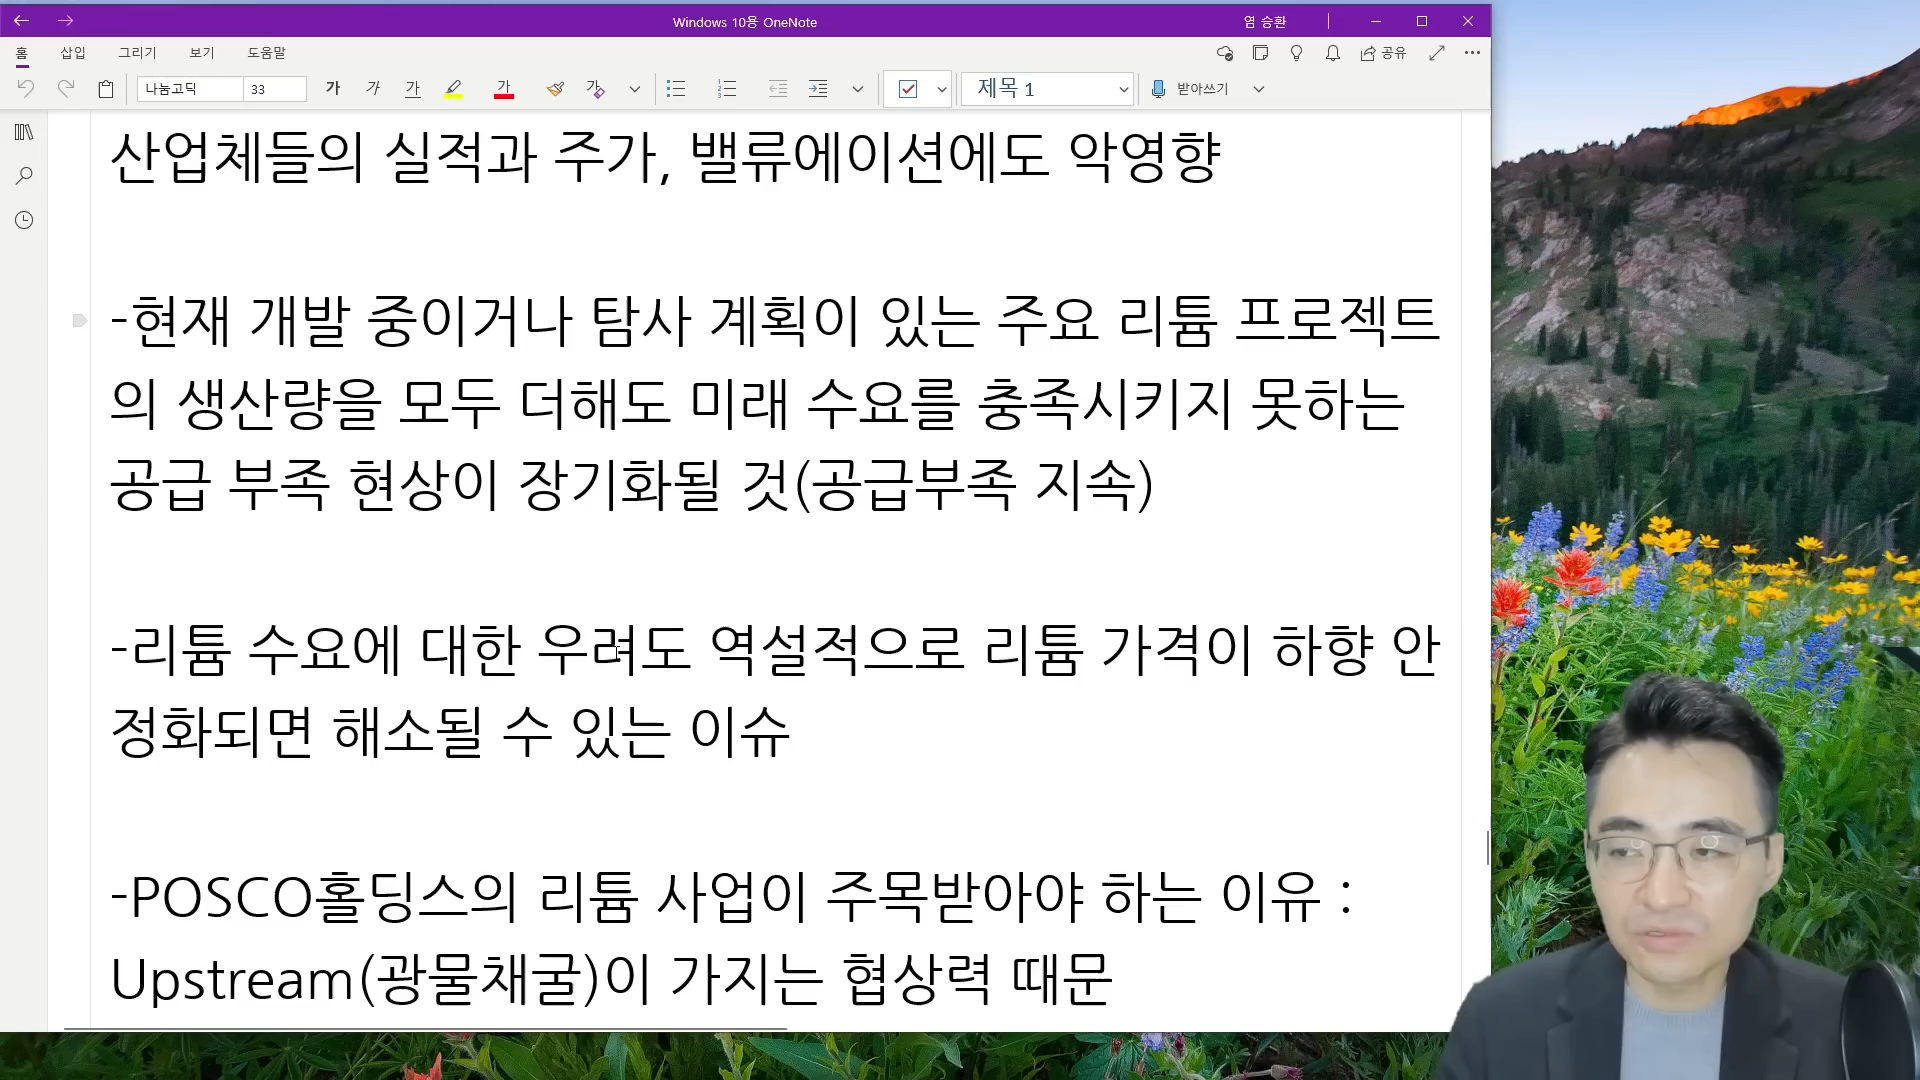 Windows 10용 OneNote
염 승환
홈 삽입 그리기 보기 도움말
공유
나눔고딕 33 가 가 가 가 가 제목 1 받아쓰기
산업체들의 실적과 주가, 밸류에이션에도 악영향
-현재 개발 중이거나 탐사 계획이 있는 주요 리튬 프로젝트
의 생산량을 모두 더해도 미래 수요를 충족시키지 못하는
공급 부족 현상이 장기화될 것(공급부족 지속)
-리튬 수요에 대한 우려도 역설적으로 리튬 가격이 하향 안
정화되면 해소될 수 있는 이슈
-POSCO홀딩스의 리튬 사업이 주목받아야 하는 이유 :
Upstream(광물채굴)이 가지는 협상력 때문